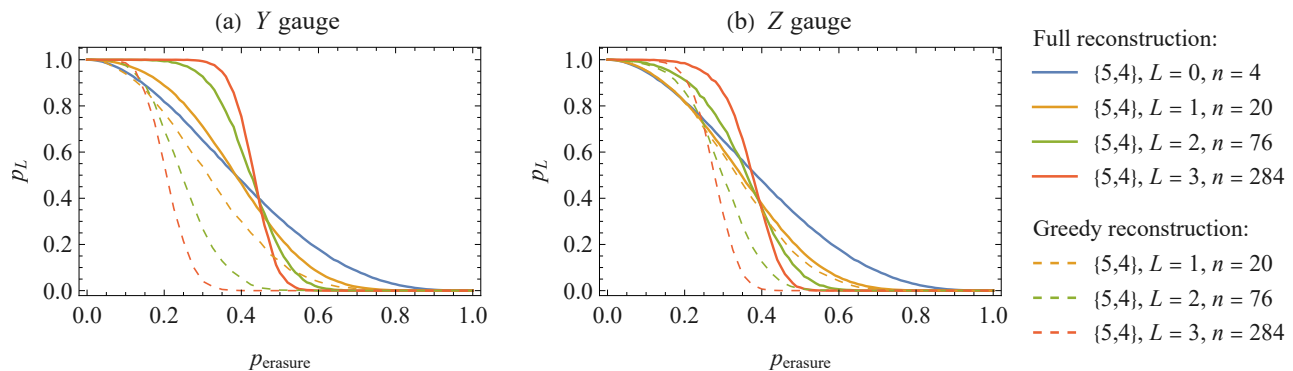 (a) Y gauge
1.0
0.8
0.6
0.4
0.2
0.0
p_L
0.0 0.2 0.4 0.6 0.8 1.0
p_erasure
(b) Z gauge
1.0
0.8
0.6
0.4
0.2
0.0
p_L
0.0 0.2 0.4 0.6 0.8 1.0
p_erasure
Full reconstruction:
{5,4}, L = 0, n = 4
{5,4}, L = 1, n = 20
{5,4}, L = 2, n = 76
{5,4}, L = 3, n = 284
Greedy reconstruction:
{5,4}, L = 1, n = 20
{5,4}, L = 2, n = 76
{5,4}, L = 3, n = 284